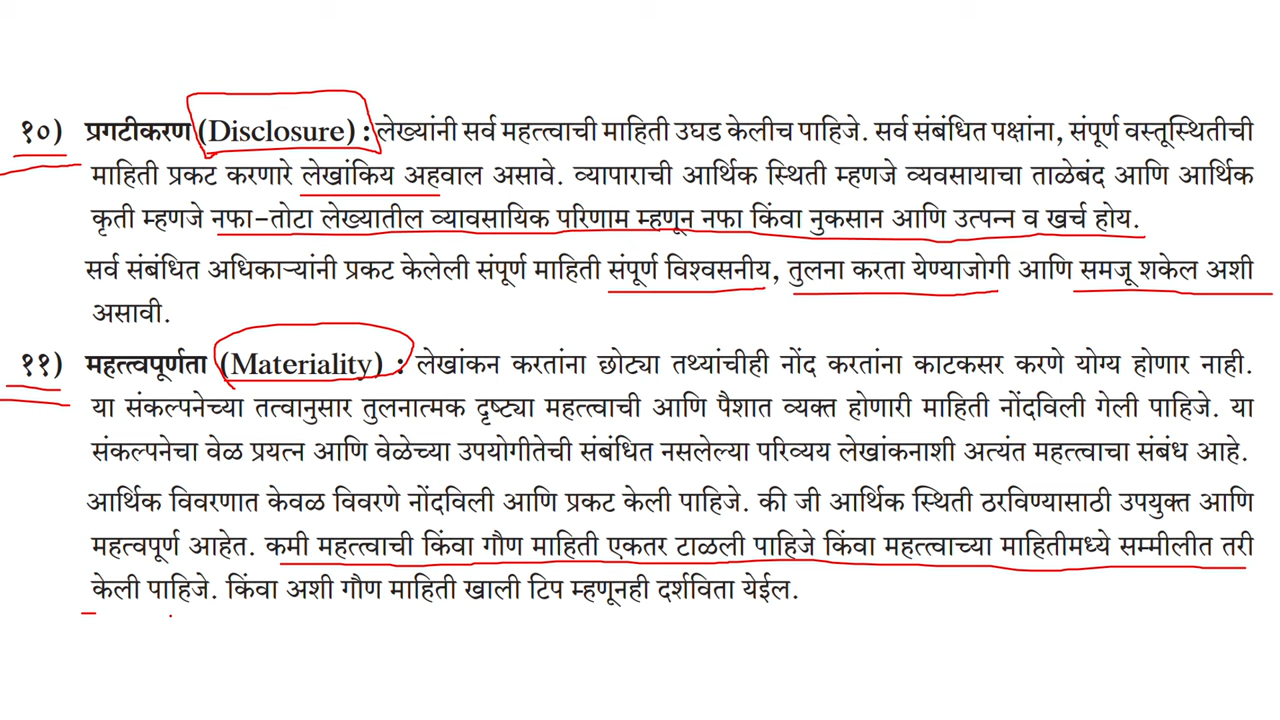 १०) प्रगटीकरण (Disclosure) : लेख्यांनी सर्व महत्त्वाची माहिती उघड केलीच पाहिजे. सर्व संबंधित पक्षांना, संपूर्ण वस्तूस्थितीची
माहिती प्रकट करणारे लेखांकिय अहवाल असावे. व्यापाराची आर्थिक स्थिती म्हणजे व्यवसायाचा ताळेबंद आणि आर्थिक
कृती म्हणजे नफा-तोटा लेख्यातील व्यावसायिक परिणाम म्हणून नफा किंवा नुकसान आणि उत्पन्न व खर्च होय.
सर्व संबंधित अधिकाऱ्यांनी प्रकट केलेली संपूर्ण माहिती संपूर्ण विश्वसनीय, तुलना करता येण्याजोगी आणि समजू शकेल अशी
असावी.
११) महत्त्वपूर्णता (Materiality) : लेखांकन करतांना छोट्या तथ्यांचीही नोंद करतांना काटकसर करणे योग्य होणार नाही.
या संकल्पनेच्या तत्वानुसार तुलनात्मक दृष्ट्या महत्त्वाची आणि पैशात व्यक्त होणारी माहिती नोंदविली गेली पाहिजे. या
संकल्पनेचा वेळ प्रयत्न आणि वेळेच्या उपयोगीतेची संबंधित नसलेल्या परिव्यय लेखांकनाशी अत्यंत महत्त्वाचा संबंध आहे.
आर्थिक विवरणात केवळ विवरणे नोंदविली आणि प्रकट केली पाहिजे. की जी आर्थिक स्थिती ठरविण्यासाठी उपयुक्त आणि
महत्वपूर्ण आहेत. कमी महत्त्वाची किंवा गौण माहिती एकतर टाळली पाहिजे किंवा महत्वाच्या माहितीमध्ये सम्मीलीत तरी
केली पाहिजे. किंवा अशी गौण माहिती खाली टिप म्हणूनही दर्शविता येईल.